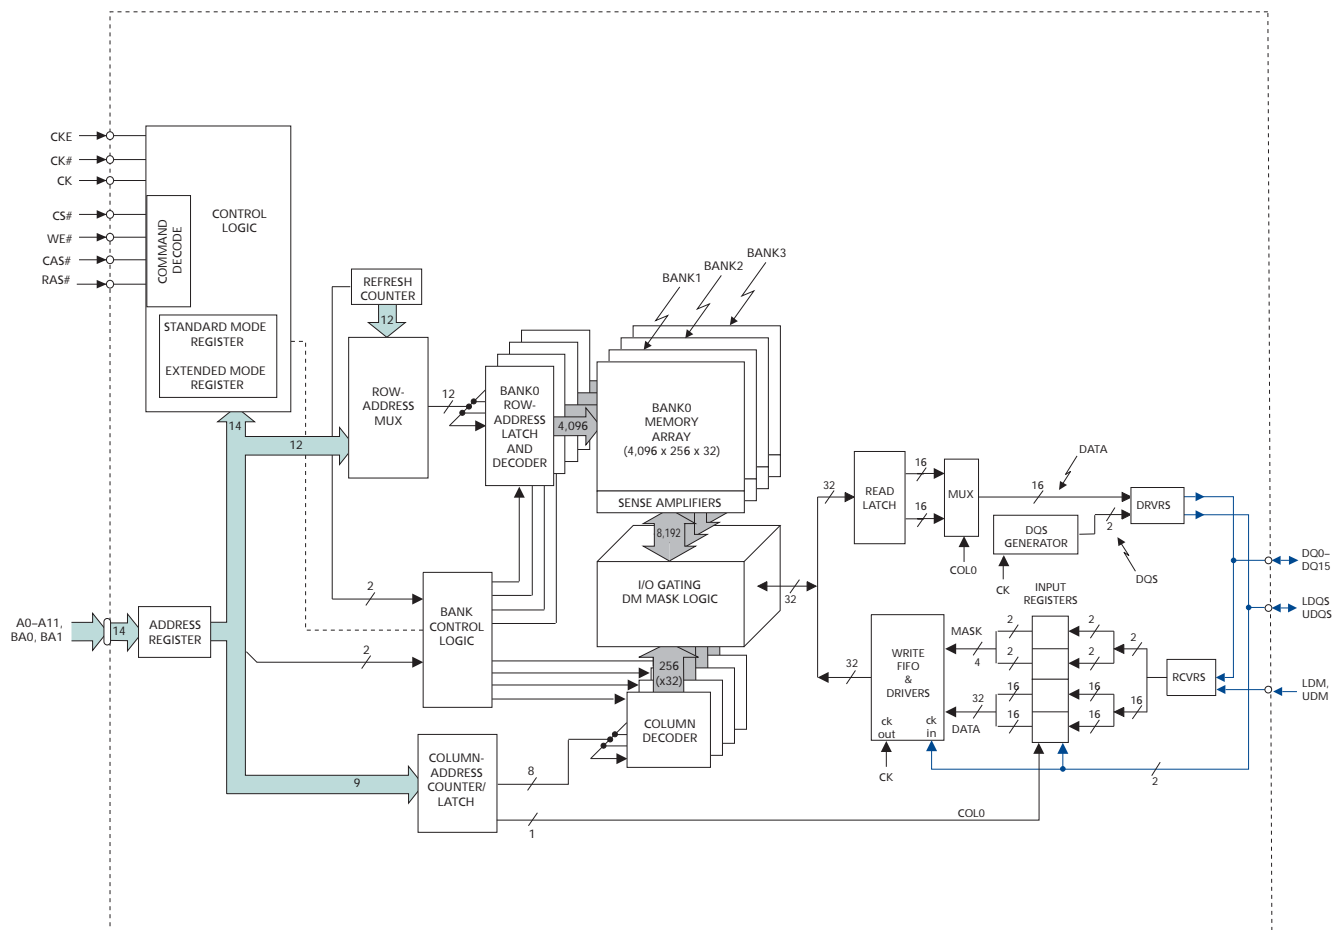 CKE
CK#
CK
CS#
WE#
CAS#
RAS#
COMMAND
DECODE
CONTROL
LOGIC
STANDARD MODE
REGISTER
EXTENDED MODE
REGISTER
REFRESH
COUNTER
12
ROW-
ADDRESS
MUX
12
14
12
BANK0
ROW-
ADDRESS
LATCH
AND
DECODER
4,096
BANK1
BANK2
BANK3
BANK0
MEMORY
ARRAY
(4,096 x 256 x 32)
SENSE AMPLIFIERS
8,192
I/O GATING
DM MASK LOGIC
32
32
READ
LATCH
16
16
MUX
COL0
16
DATA
DQS
GENERATOR
CK
2
DQS
DRVRS
DQ0–
DQ15
LDQS
UDQS
LDM,
UDM
A0–A11,
BA0, BA1
14
ADDRESS
REGISTER
2
2
BANK
CONTROL
LOGIC
256
(x32)
COLUMN
DECODER
9
COLUMN-
ADDRESS
COUNTER/
LATCH
8
1
COL0
32
WRITE
FIFO
&
DRIVERS
ck
out
ck
in
CK
MASK
4
32
DATA
INPUT
REGISTERS
2
2
16
16
2
2
16
16
2
16
RCVRS
2